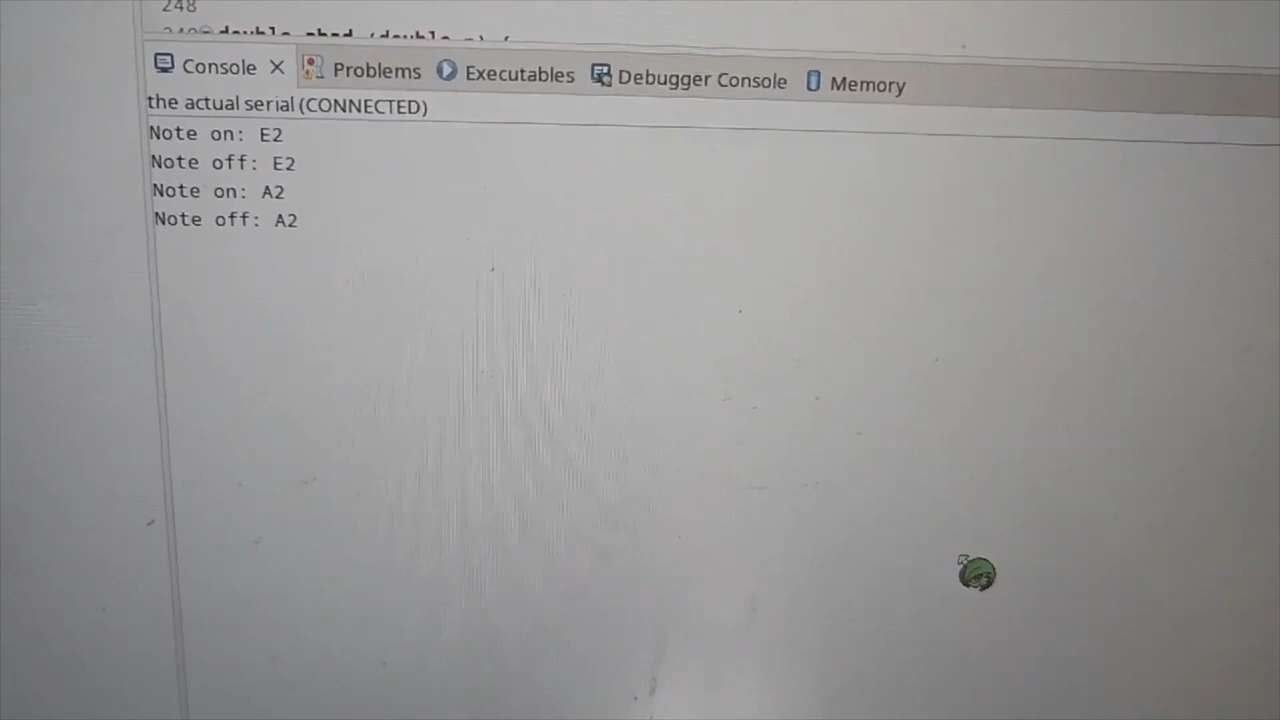 248
Console Problems Executables Debugger Console Memory
the actual serial (CONNECTED)
Note on: E2
Note off: E2
Note on: A2
Note off: A2